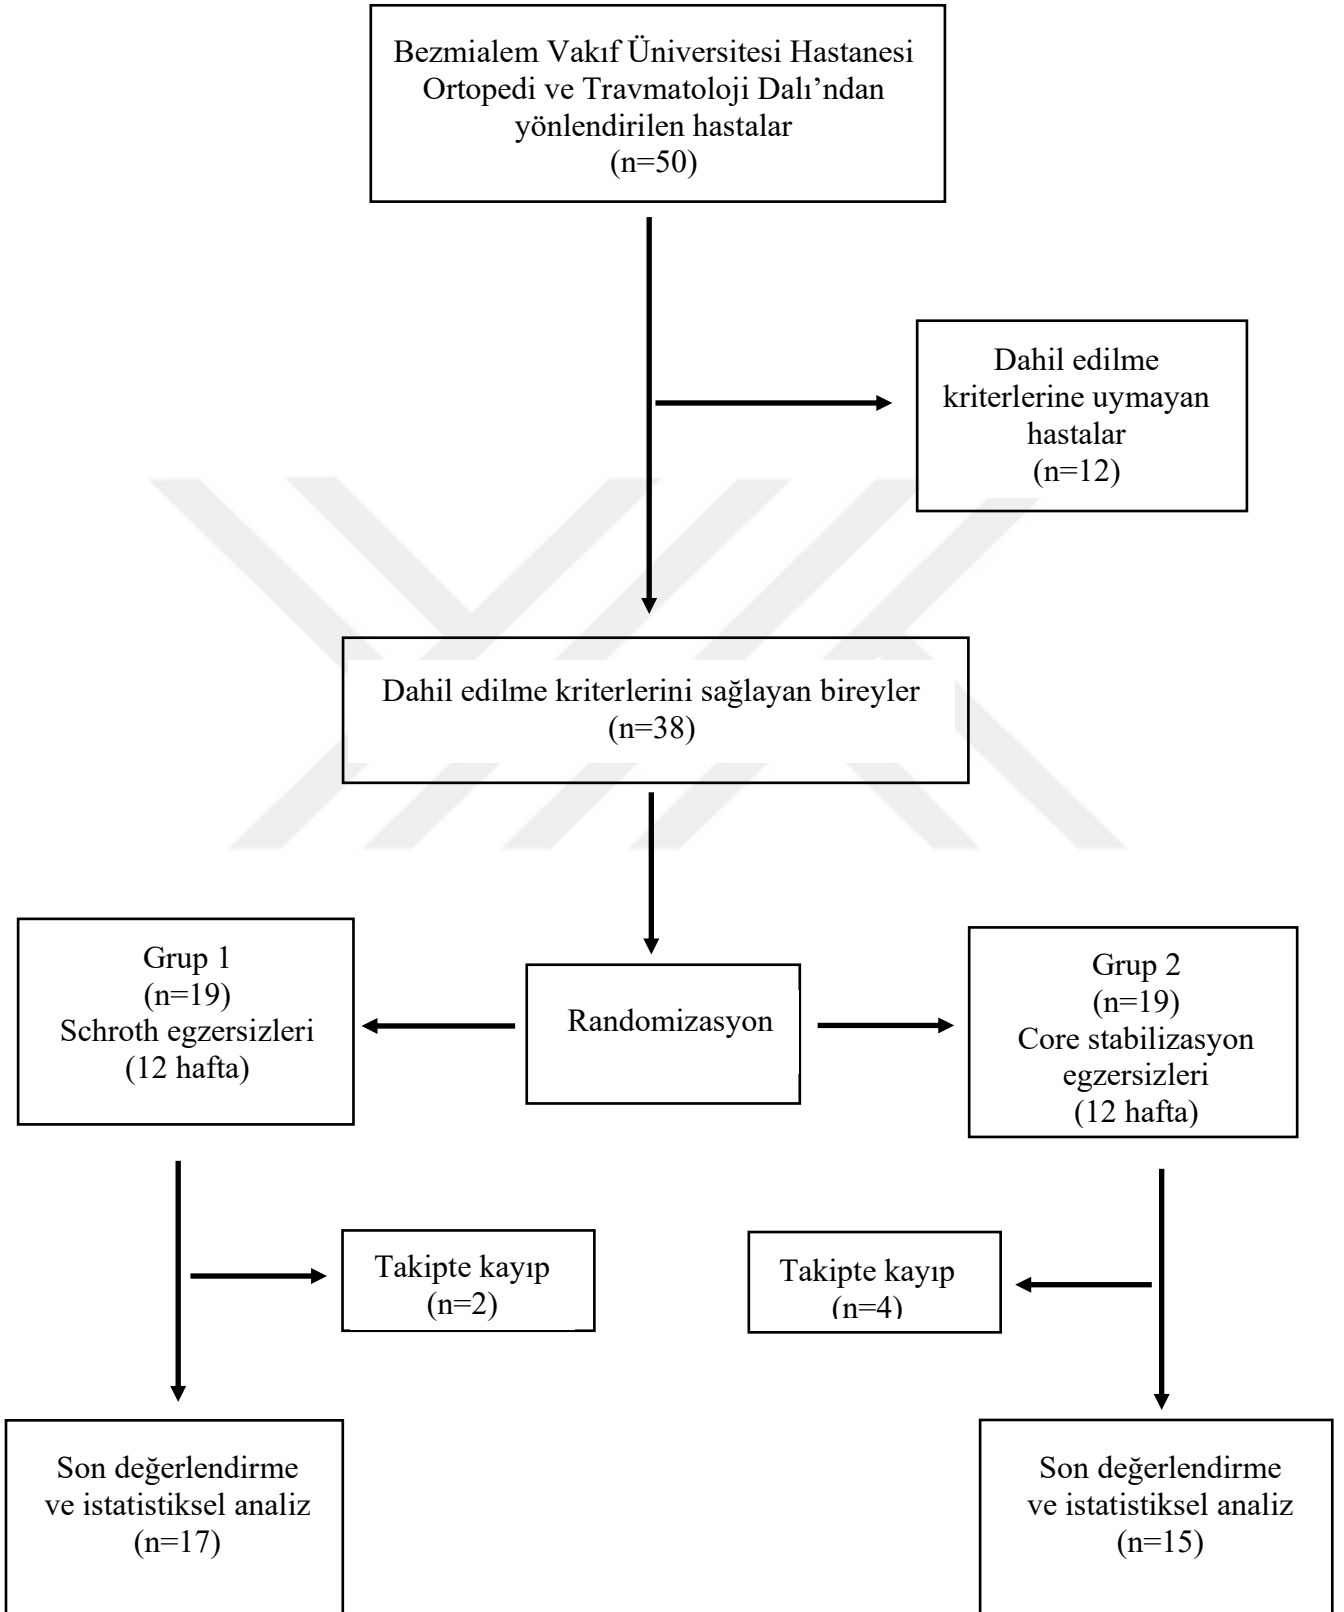 Bezmialem Vakıf Üniversitesi Hastanesi
Ortopedi ve Travmatoloji Dalı’ndan
yönlendirilen hastalar
(n=50)
Dahil edilme
kriterlerine uymayan
hastalar
(n=12)
Dahil edilme kriterlerini sağlayan bireyler
(n=38)
Grup 1
(n=19)
Schroth egzersizleri
(12 hafta)
Randomizasyon
Grup 2
(n=19)
Core stabilizasyon
egzersizleri
(12 hafta)
Takipte kayıp
(n=2)
Takipte kayıp
(n=4)
Son değerlendirme
ve istatistiksel analiz
(n=17)
Son değerlendirme
ve istatistiksel analiz
(n=15)